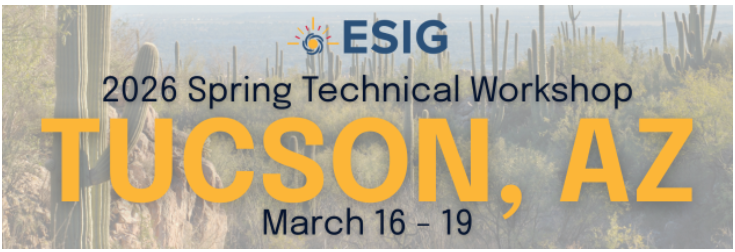 ESIG
2026 Spring Technical Workshop
TUCSON, AZ
March 16 - 19